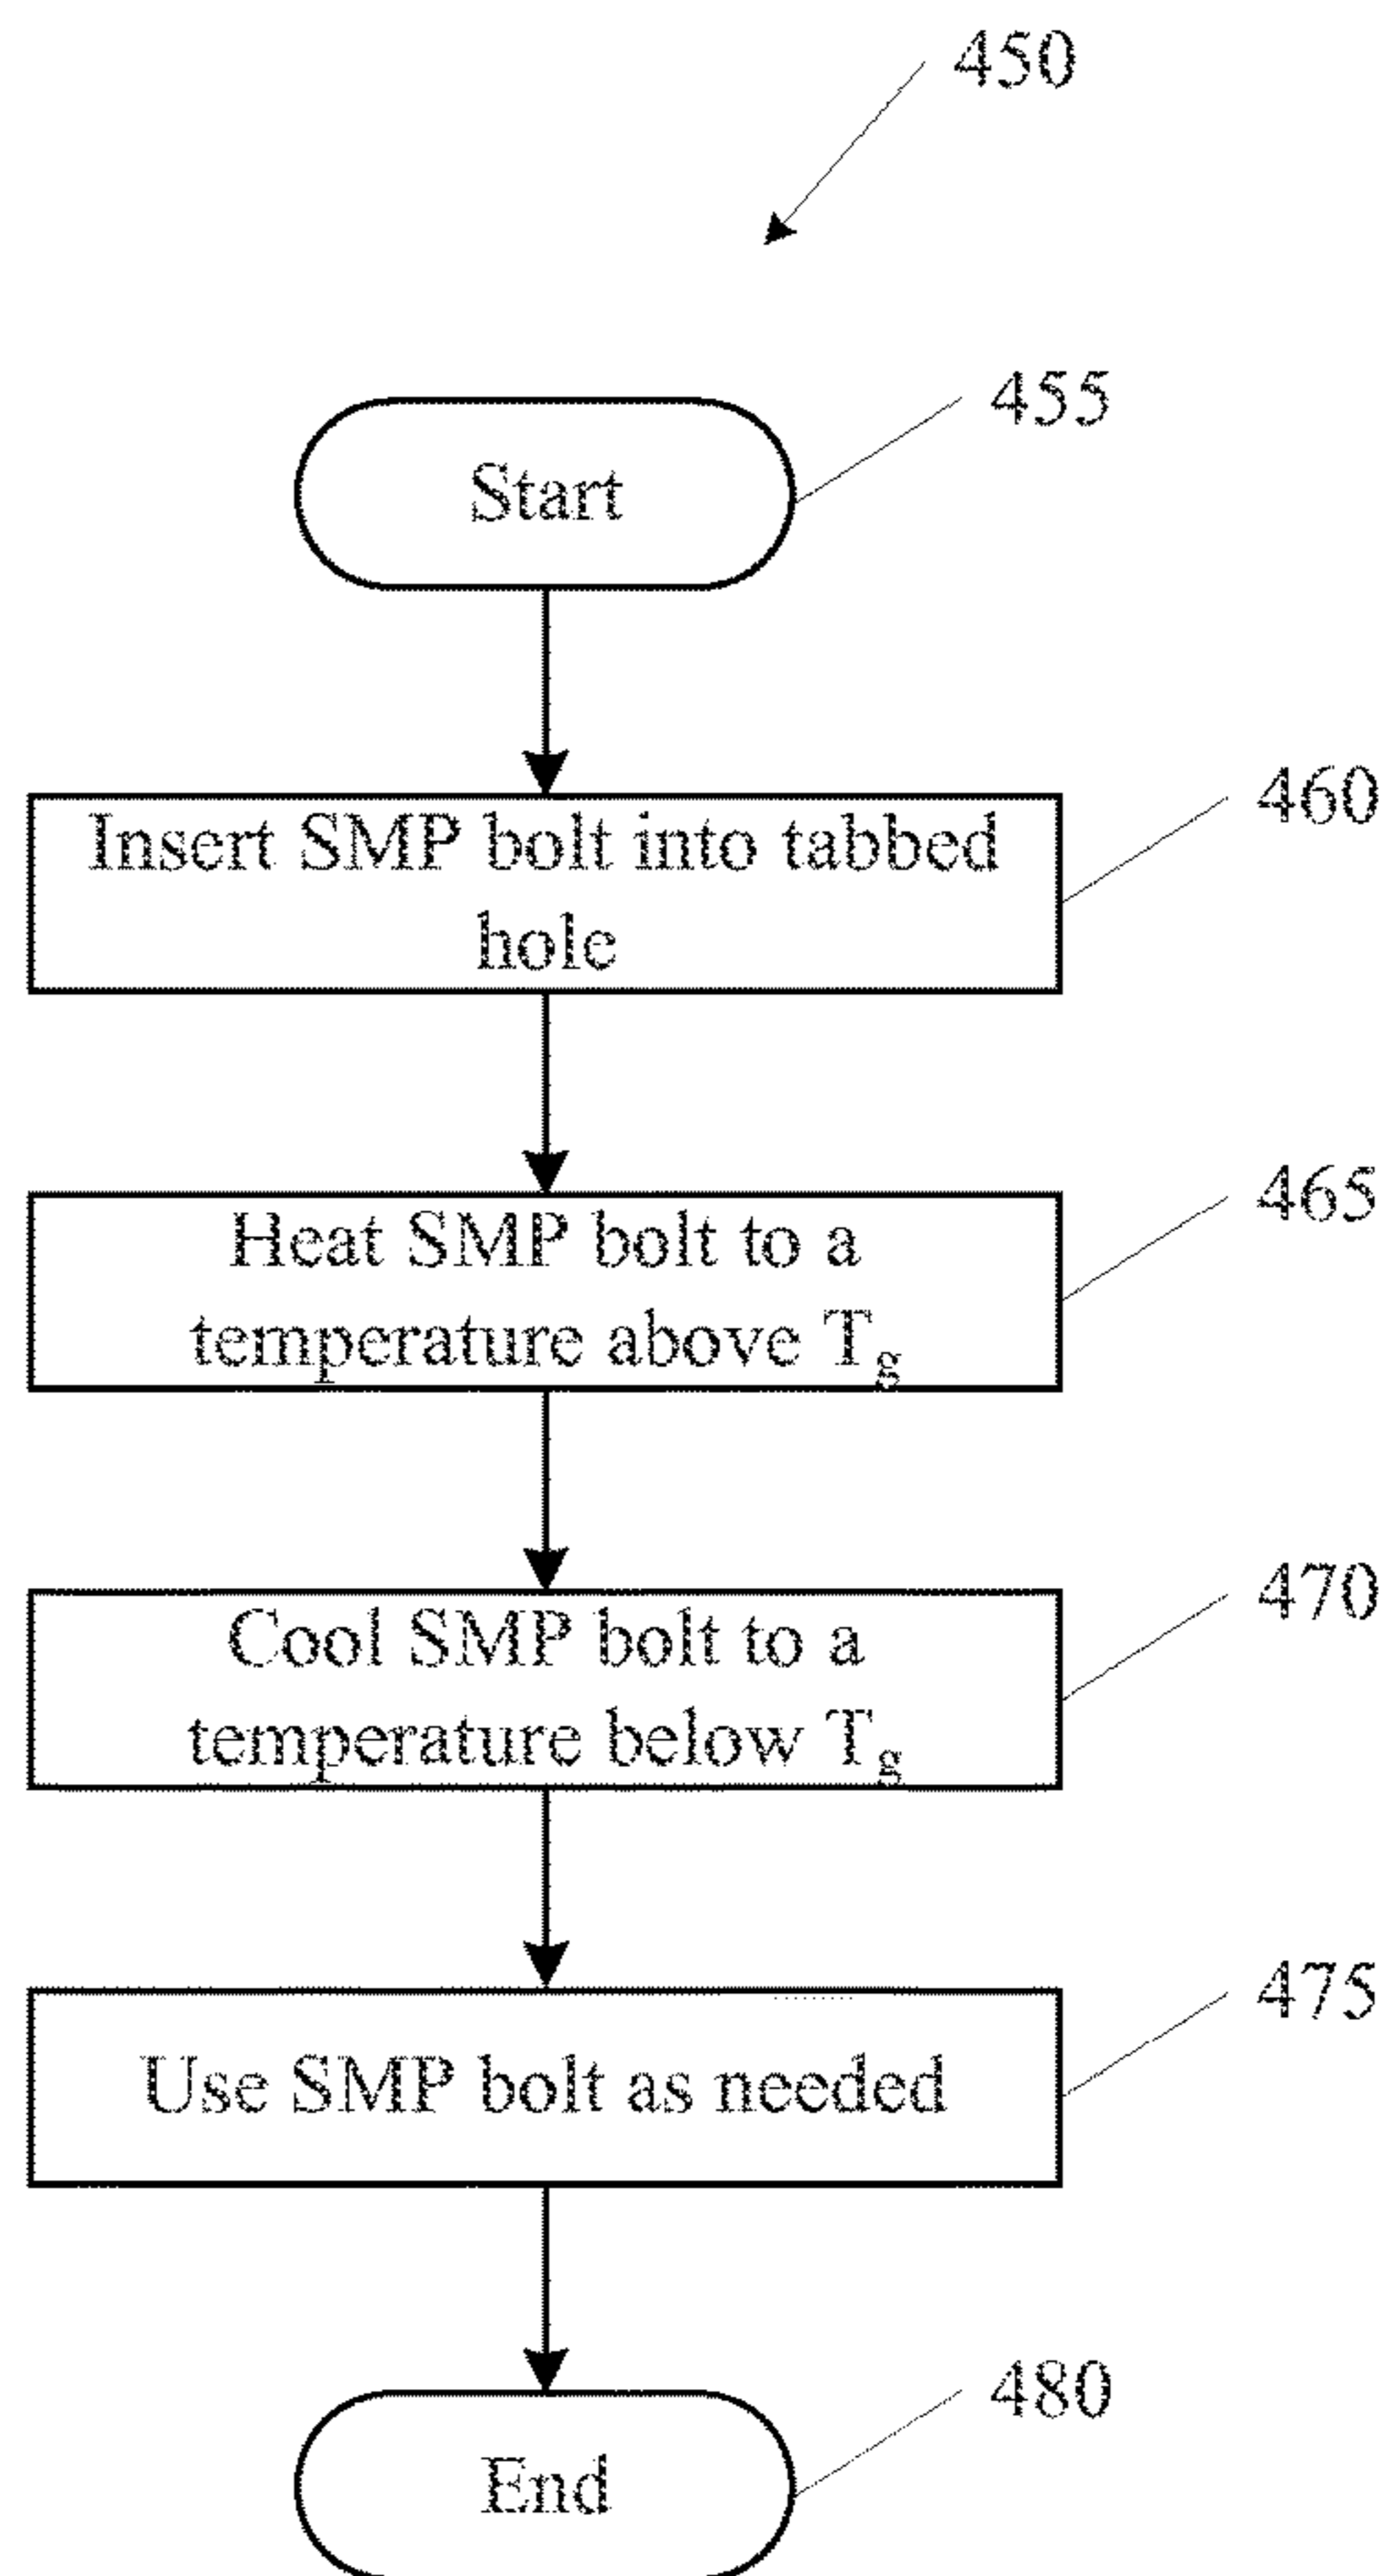 450
455
Start
460
Insert SMP bolt into tabbed
hole
465
Heat SMP bolt to a
temperature above Tg
470
Cool SMP bolt to a
temperature below Tg
475
Use SMP bolt as needed
480
End